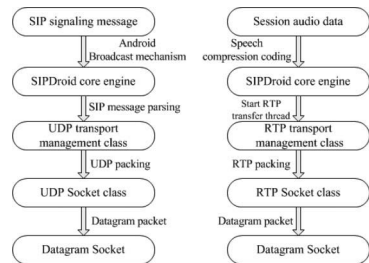 SIP signaling message
Android
Broadcast mechanism
SIPDroid core engine
SIP message parsing
UDP transport
management class
UDP packing
UDP Socket class
Datagram packet
Datagram Socket
Session audio data
Speech
compression coding
SIPDroid core engine
Start RTP
transfer thread
RTP transport
management class
RTP packing
RTP Socket class
Datagram packet
Datagram Socket